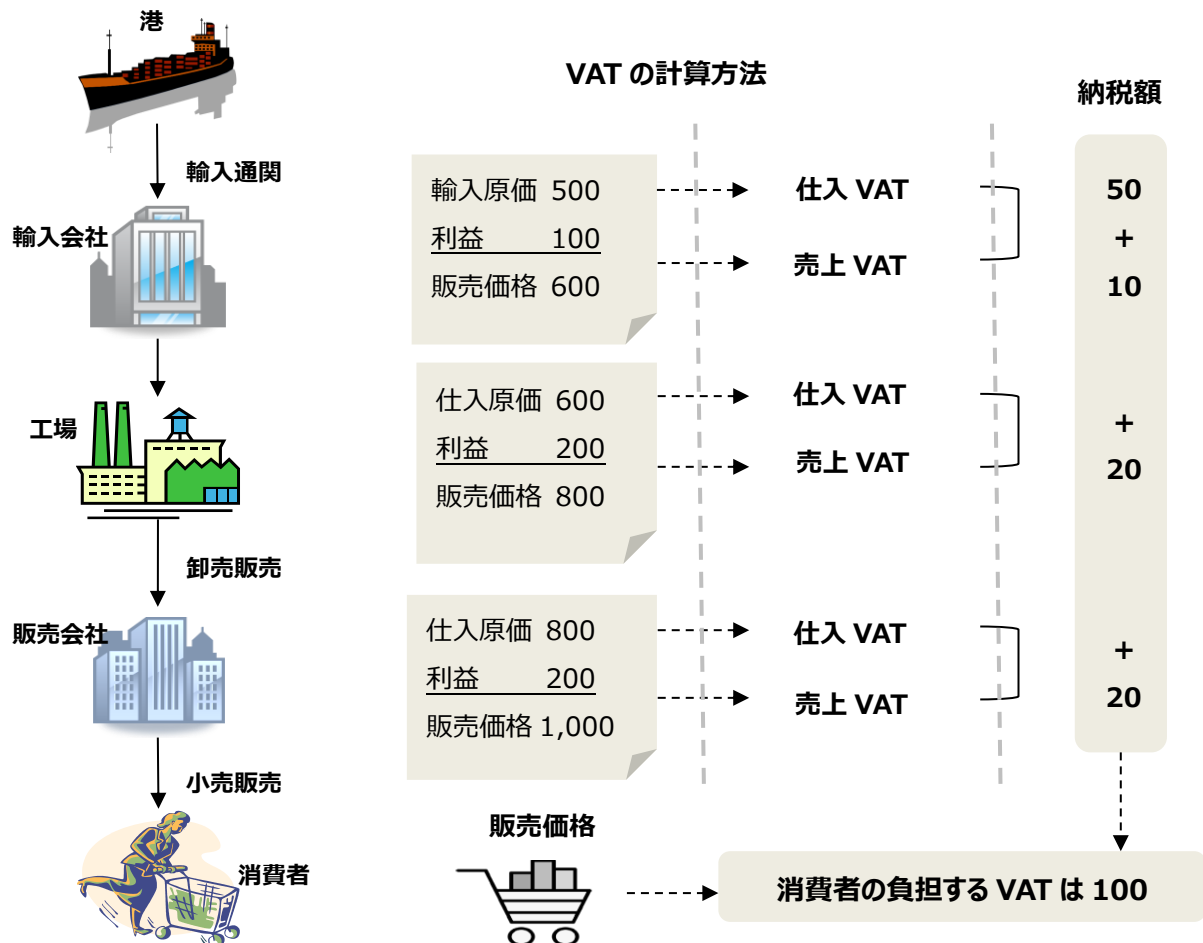 港
VAT の計算方法
納税額
輸入通関
輸入会社
輸入原価 500
利益 100
販売価格 600
仕入 VAT
売上 VAT
50
+
10
工場
仕入原価 600
利益 200
販売価格 800
仕入 VAT
売上 VAT
+
20
卸売販売
販売会社
仕入原価 800
利益 200
販売価格 1,000
仕入 VAT
売上 VAT
+
20
小売販売
消費者
販売価格
消費者の負担する VAT は 100